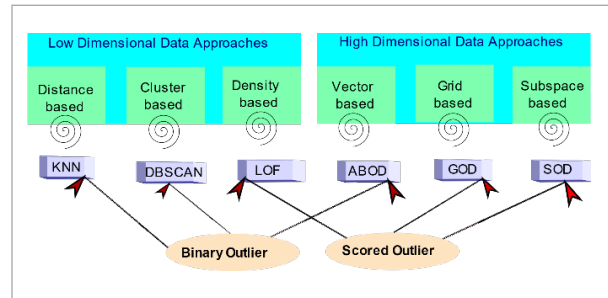 Low Dimensional Data Approaches
High Dimensional Data Approaches
Distance
based
Cluster
based
Density
based
Vector
based
Grid
based
Subspace
based
KNN
DBSCAN
LOF
ABOD
GOD
SOD
Binary Outlier
Scored Outlier